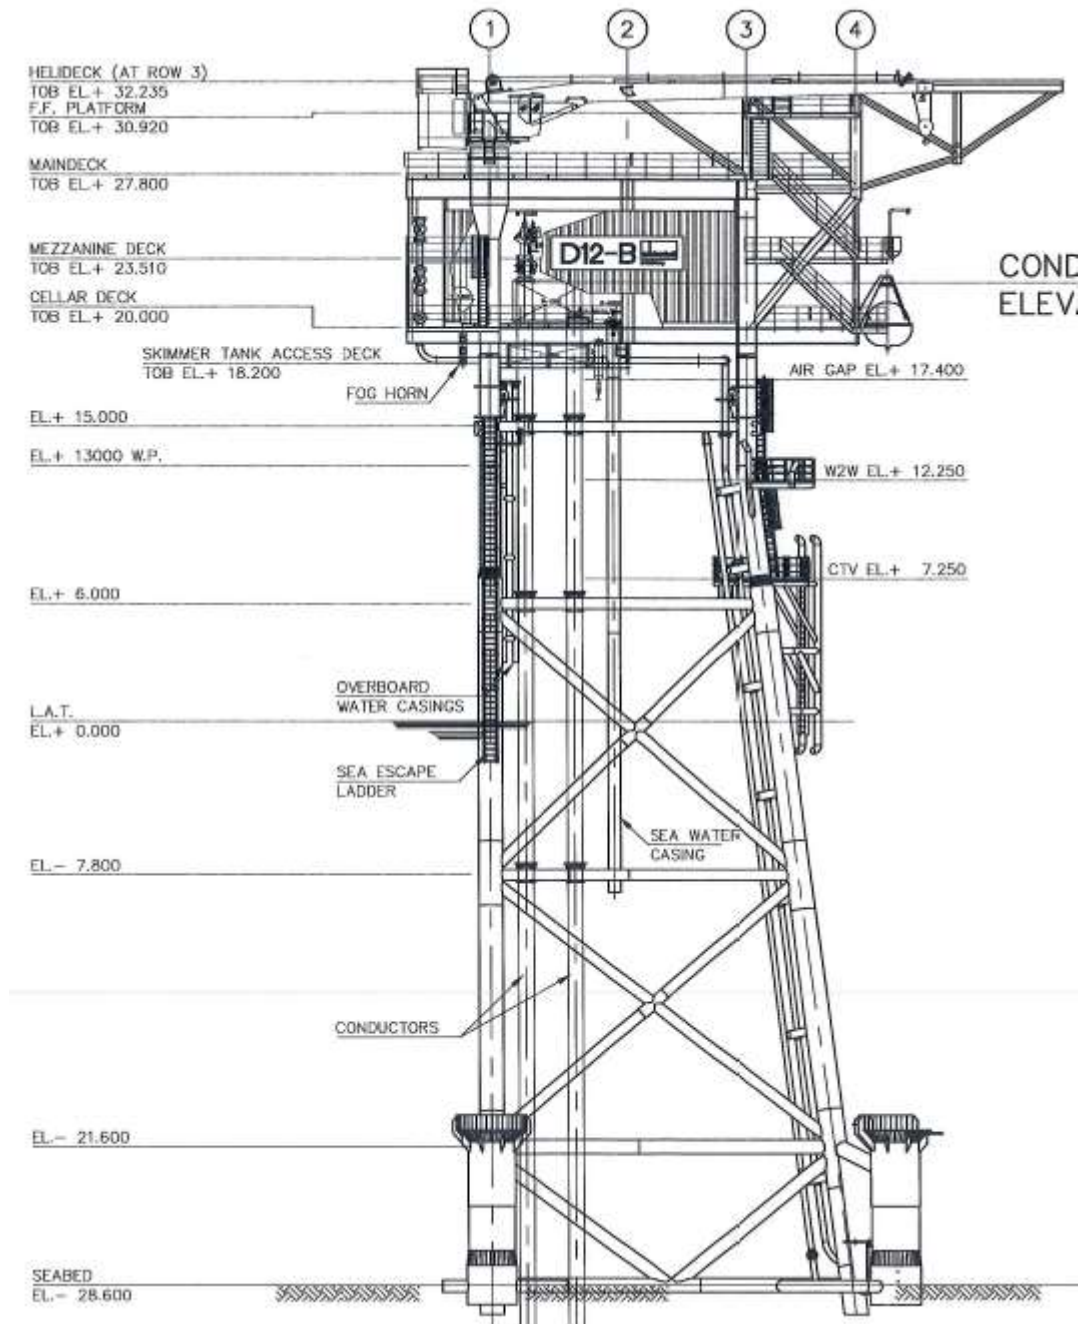 1 2 3 4
HELIDECK (AT ROW 3)
TOB EL.+ 32.235
F.F. PLATFORM
TOB EL.+ 30.920
MAINDECK
TOB EL.+ 27.800
MEZZANINE DECK
TOB EL.+ 23.510
D12-B
COND
ELEV
CELLAR DECK
TOB EL.+ 20.000
SKIMMER TANK ACCESS DECK
TOB EL.+ 18.200
AIR GAP EL.+ 17.400
FOG HORN
EL.+ 15.000
EL.+ 13000 W.P.
W2W EL.+ 12.250
CTV EL.+ 7.250
EL.+ 6.000
OVERBOARD
WATER CASINGS
L.A.T.
EL.+ 0.000
SEA ESCAPE
LADDER
SEA WATER
CASING
EL.- 7.800
CONDUCTORS
EL.- 21.600
SEABED
EL.- 28.600